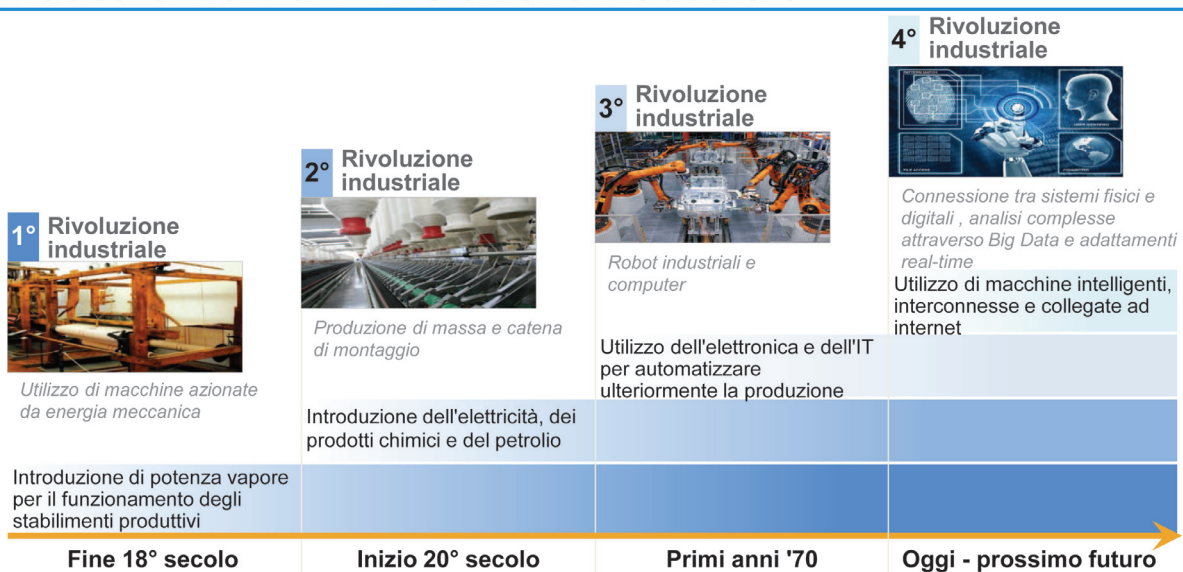 1° Rivoluzione
industriale
Utilizzo di macchine azionate
da energia meccanica
Introduzione di potenza vapore
per il funzionamento degli
stabilimenti produttivi
Fine 18° secolo
2° Rivoluzione
industriale
Produzione di massa e catena
di montaggio
Introduzione dell'elettricità, dei
prodotti chimici e del petrolio
Inizio 20° secolo
3° Rivoluzione
industriale
Robot industriali e
computer
Utilizzo dell'elettronica e dell'IT
per automatizzare
ulteriormente la produzione
Primi anni '70
4° Rivoluzione
industriale
Connessione tra sistemi fisici e
digitali , analisi complesse
attraverso Big Data e adattamenti
real-time
Utilizzo di macchine intelligenti,
interconnesse e collegate ad
internet
Oggi - prossimo futuro